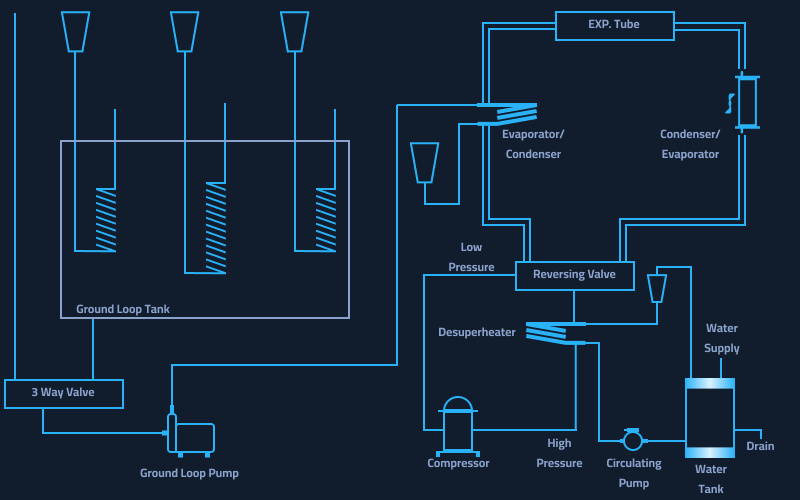 EXP. Tube
Evaporator/
Condenser
Condenser/
Evaporator
Low
Pressure
Reversing Valve
Ground Loop Tank
Desuperheater
Water
Supply
3 Way Valve
High
Pressure
Drain
Compressor
Circulating
Pump
Ground Loop Pump
Water
Tank